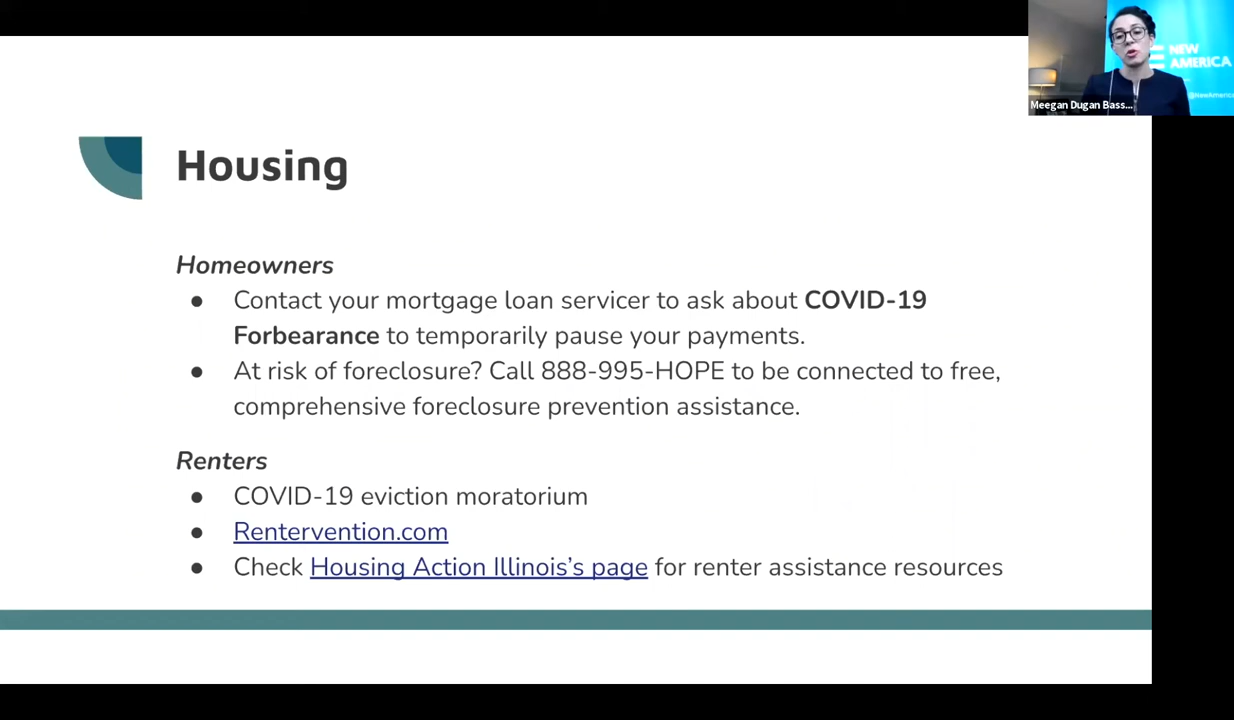 NEW
AMERICA
@NewAmerica
Meegan Dugan Bass...
Housing
Homeowners
● Contact your mortgage loan servicer to ask about COVID-19
Forbearance to temporarily pause your payments.
● At risk of foreclosure? Call 888-995-HOPE to be connected to free,
comprehensive foreclosure prevention assistance.
Renters
● COVID-19 eviction moratorium
● Rentervention.com
● Check Housing Action Illinois’s page for renter assistance resources